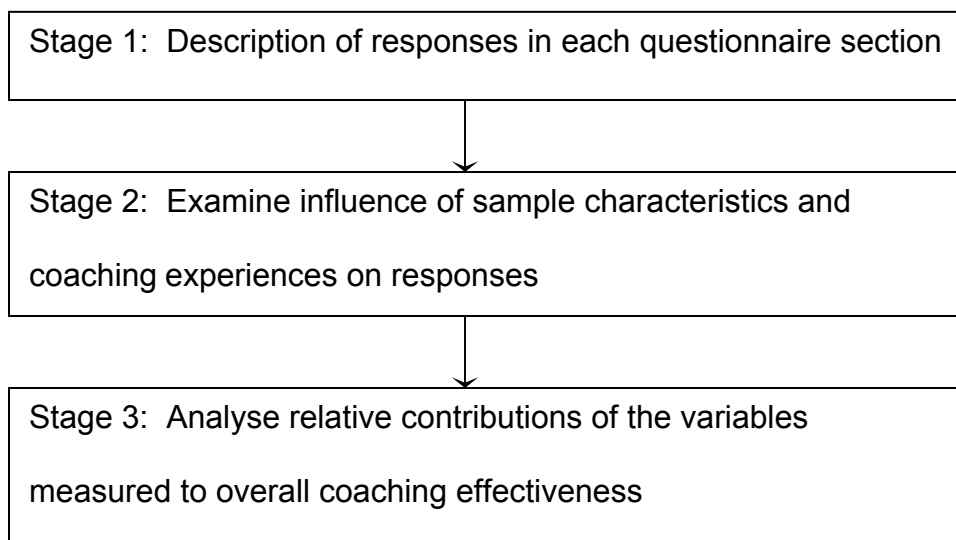 Stage 1:  Description of responses in each questionnaire section
Stage 2:  Examine influence of sample characteristics and
coaching experiences on responses
Stage 3:  Analyse relative contributions of the variables
measured to overall coaching effectiveness